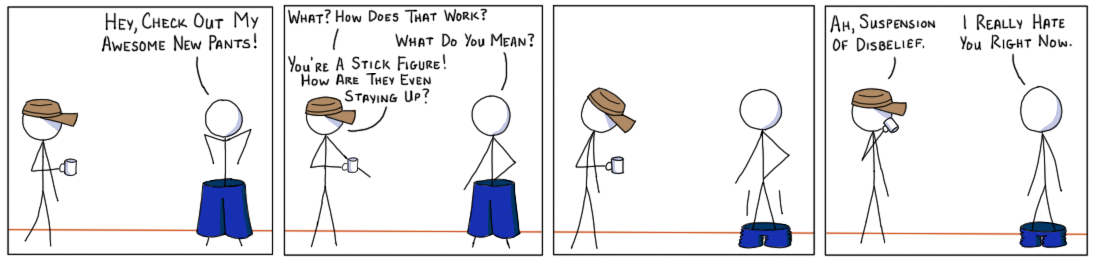 Hey, Check Out My
Awesome New Pants!
What? How Does That Work?
What Do You Mean?
You're A Stick Figure!
How Are They Even
Staying Up?
Ah, Suspension
Of Disbelief.
I Really Hate
You Right Now.